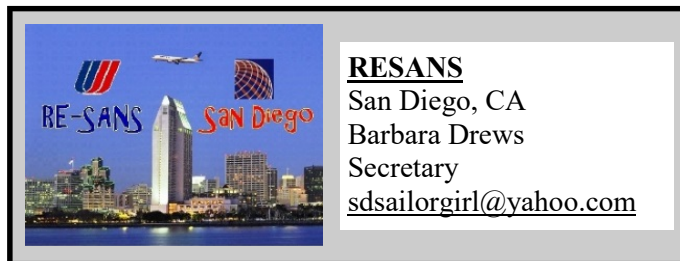 RE-SANS San Diego
RESANS
San Diego, CA
Barbara Drews
Secretary
sdsailorgirl@yahoo.com